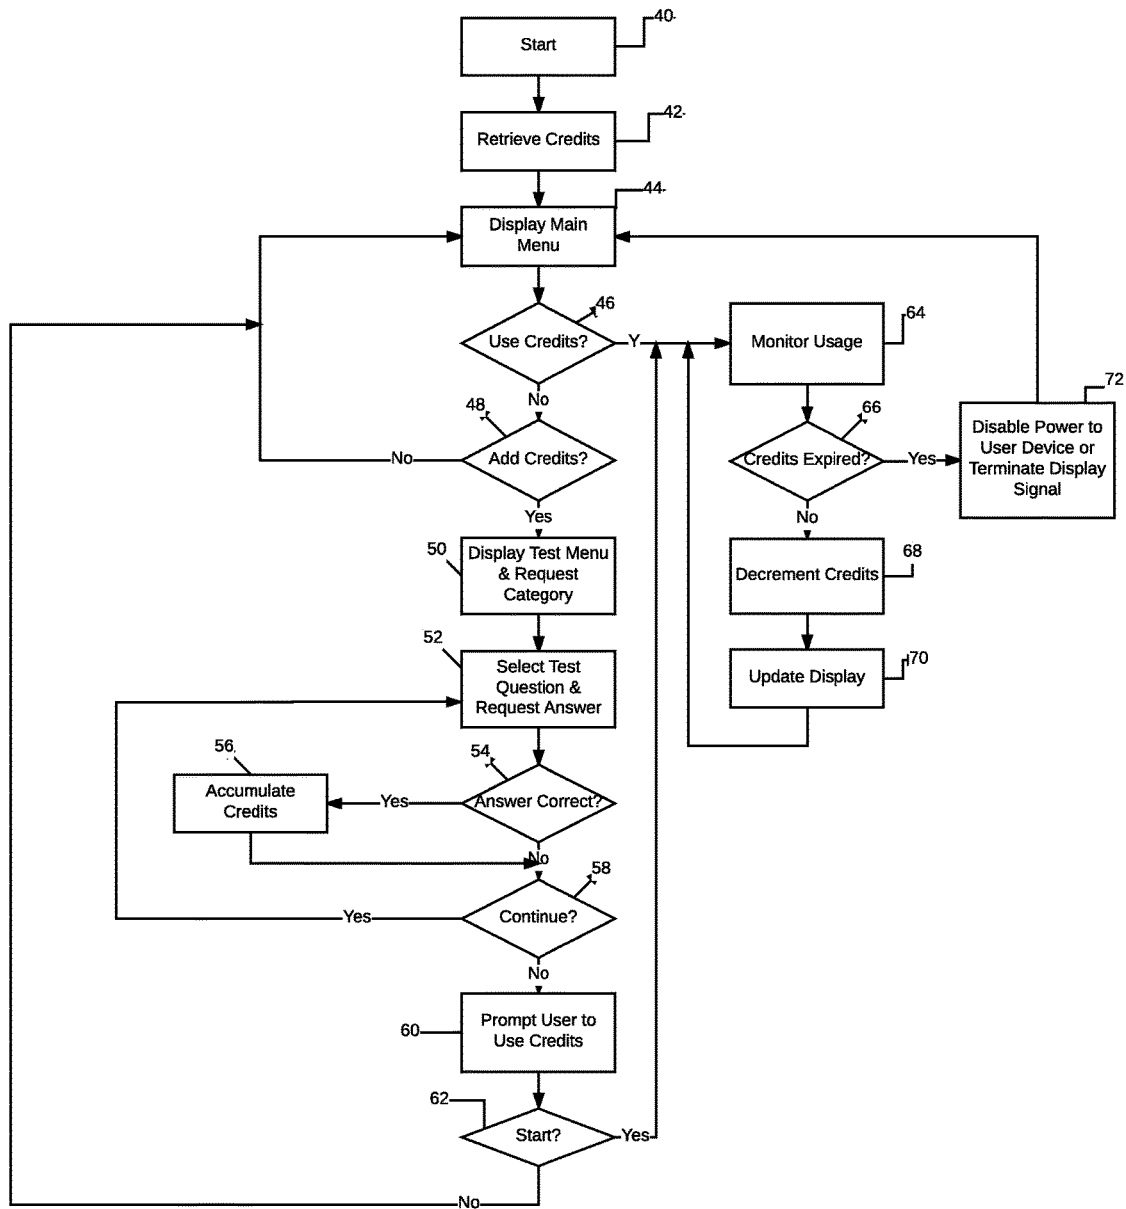 40
Start
42
Retrieve Credits
44
Display Main
Menu
46
Use Credits?
Y
No
48
Add Credits?
No
Yes
50
Display Test Menu
& Request
Category
52
Select Test
Question &
Request Answer
54
Answer Correct?
Yes
56
Accumulate
Credits
No
58
Continue?
Yes
No
60
Prompt User to
Use Credits
62
Start?
Yes
No
64
Monitor Usage
66
Credits Expired?
Yes
No
68
Decrement Credits
70
Update Display
72
Disable Power to
User Device or
Terminate Display
Signal